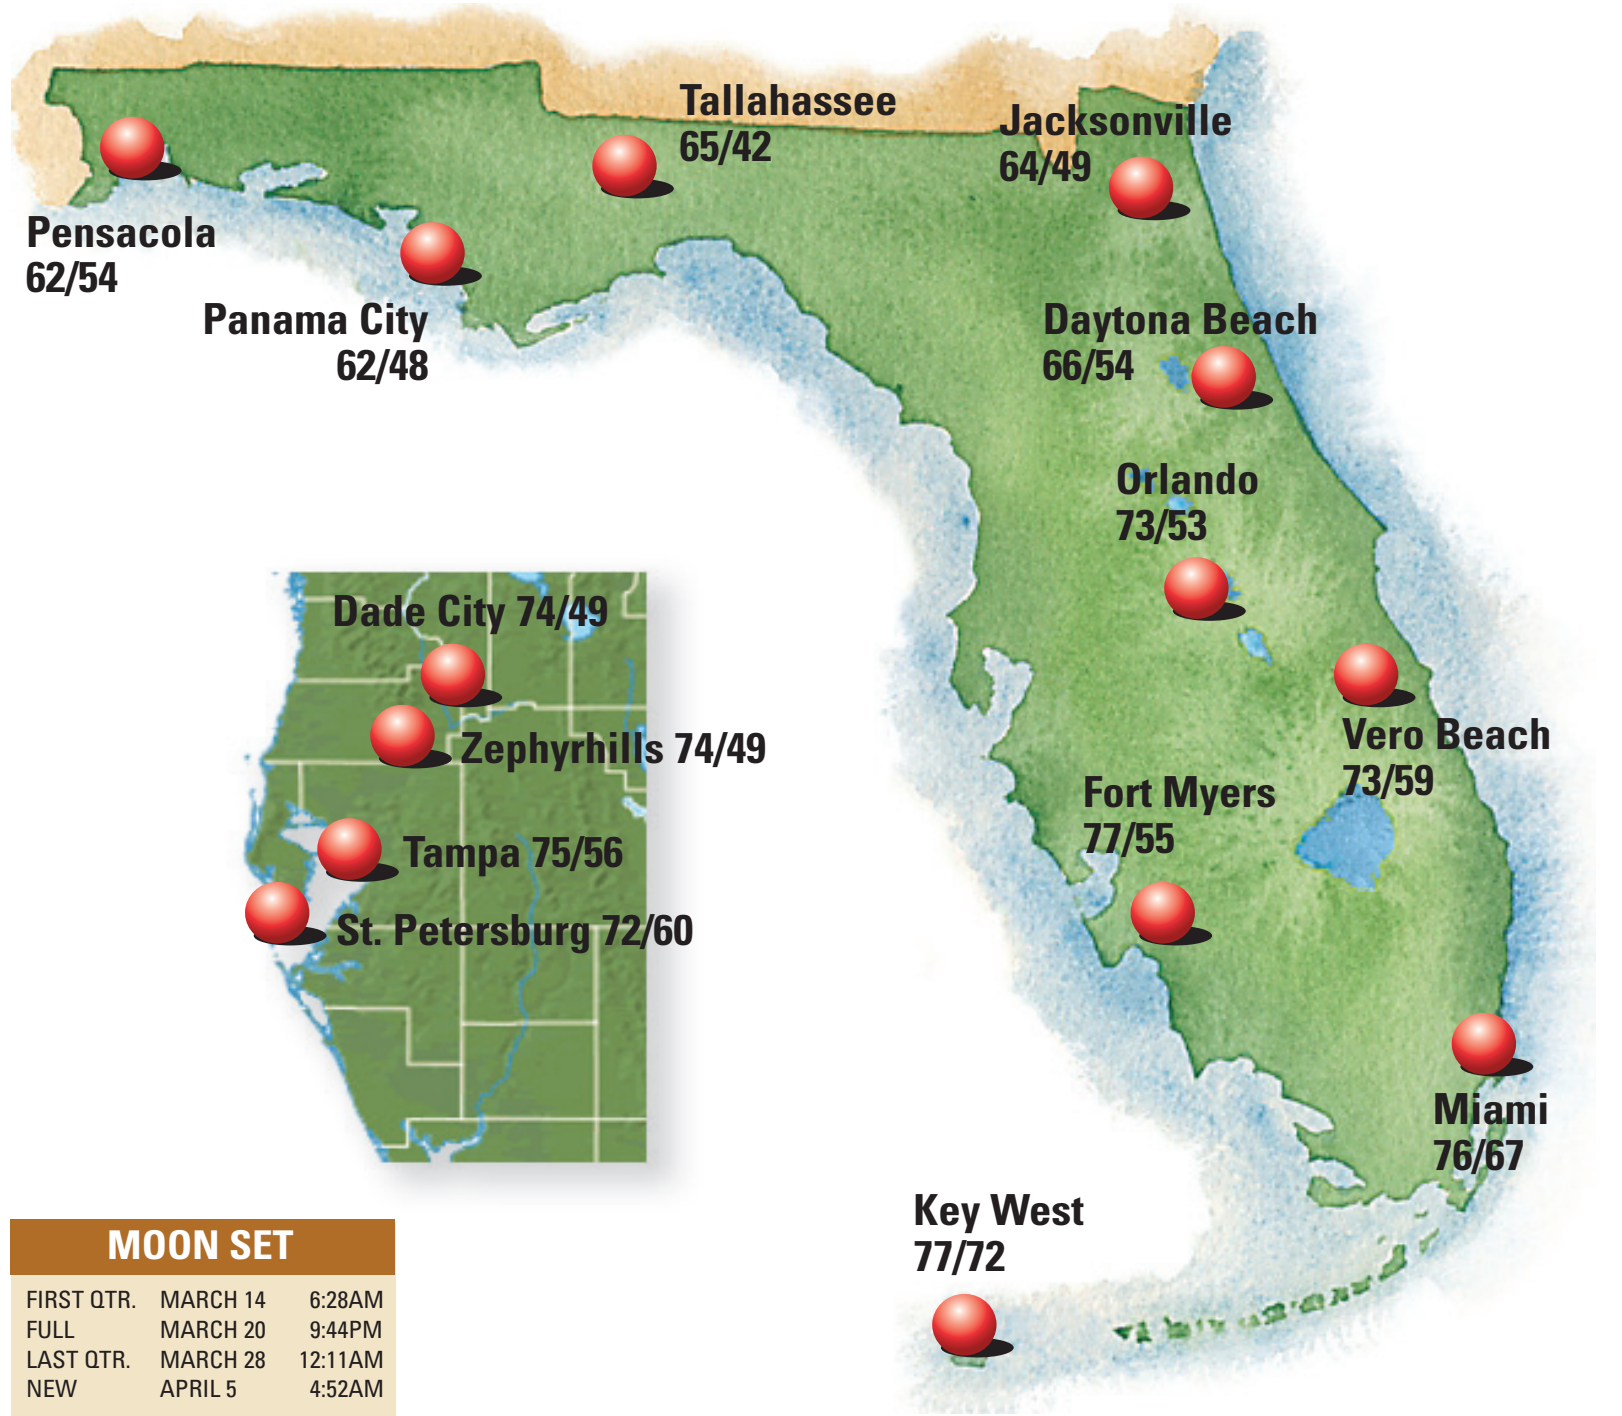 Tallahassee
65/42
Jacksonville
64/49
Pensacola
62/54
Panama City
62/48
Daytona Beach
66/54
Orlando
73/53
Dade City 74/49
Zephyrhills 74/49
Tampa 75/56
St. Petersburg 72/60
Vero Beach
73/59
Fort Myers
77/55
Miami
76/67
Key West
77/72
MOON SET
FIRST QTR. MARCH 14 6:28AM
FULL MARCH 20 9:44PM
LAST QTR. MARCH 28 12:11AM
NEW APRIL 5 4:52AM